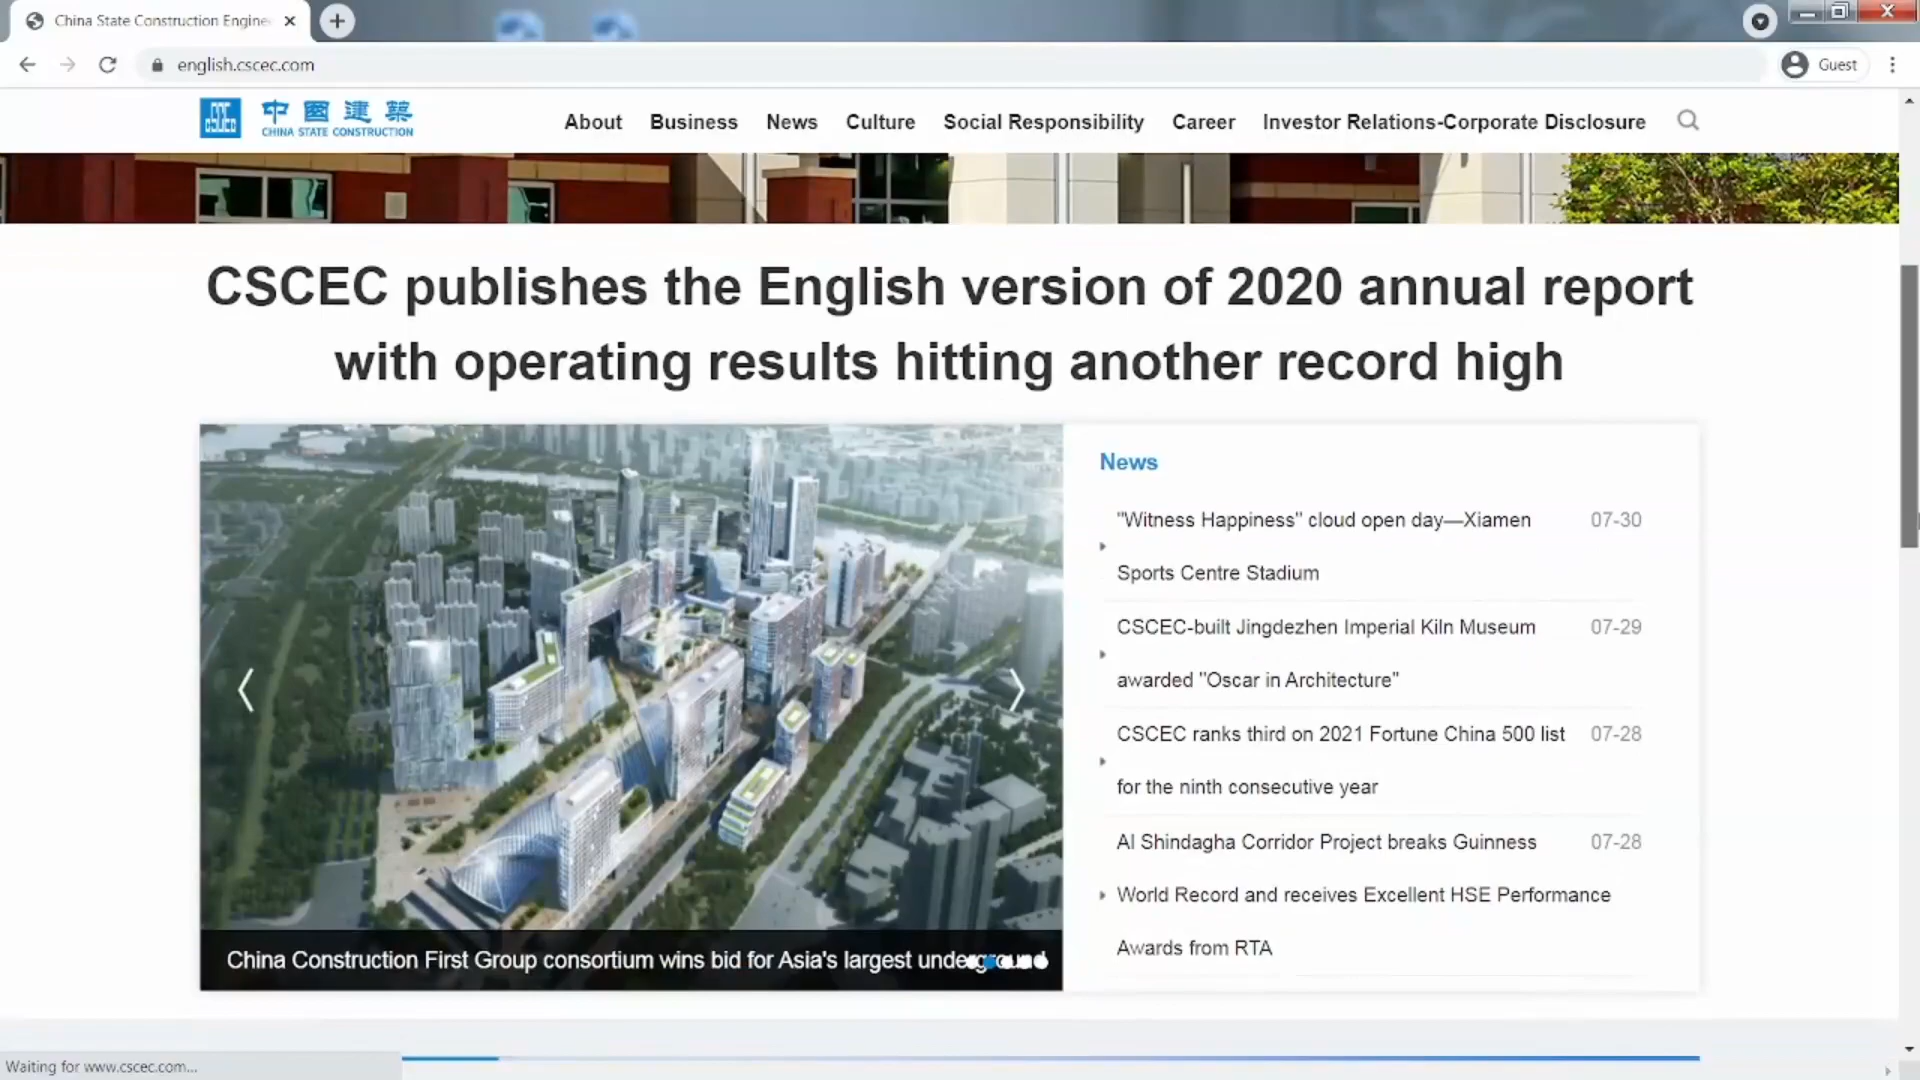 China State Construction Engine
english.cscec.com
Guest
CSCEC
中國建築
CHINA STATE CONSTRUCTION
About Business News Culture Social Responsibility Career Investor Relations-Corporate Disclosure
CSCEC publishes the English version of 2020 annual report
with operating results hitting another record high
China Construction First Group consortium wins bid for Asia's largest underground
News
"Witness Happiness" cloud open day—Xiamen 07-30
Sports Centre Stadium
CSCEC-built Jingdezhen Imperial Kiln Museum 07-29
awarded "Oscar in Architecture"
CSCEC ranks third on 2021 Fortune China 500 list 07-28
for the ninth consecutive year
Al Shindagha Corridor Project breaks Guinness 07-28
World Record and receives Excellent HSE Performance
Awards from RTA
Waiting for www.cscec.com...